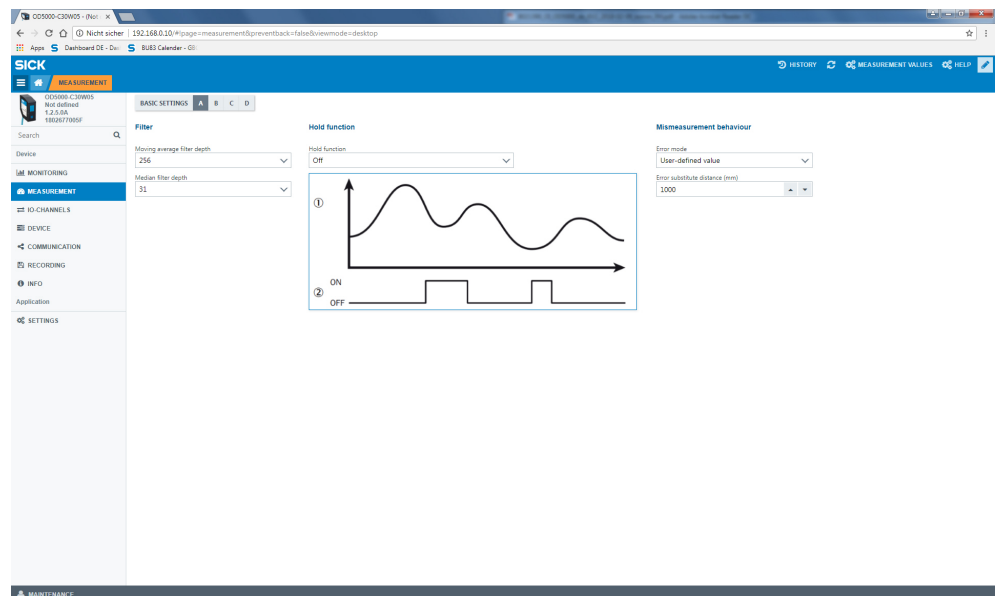 OD5000-C30W05 - (Not
Nicht sicher | 192.168.0.10/#!page=measurement&preventback=false&viewmode=desktop
Apps Dashboard DE - Da BU83 Calender - GB
SICK
HISTORY MEASUREMENT VALUES HELP
MEASUREMENT
OD5000-C30W05
Not defined
1.2.5.0A
1802677005F
Search
Device
MONITORING
MEASUREMENT
IO-CHANNELS
DEVICE
COMMUNICATION
RECORDING
INFO
Application
SETTINGS
BASIC SETTINGS A B C D
Filter
Moving average filter depth
256
Median filter depth
31
Hold function
Hold function
Off
①
②
ON
OFF
Mismeasurement behaviour
Error mode
User-defined value
Error substitute distance (mm)
1000
MAINTENANCE